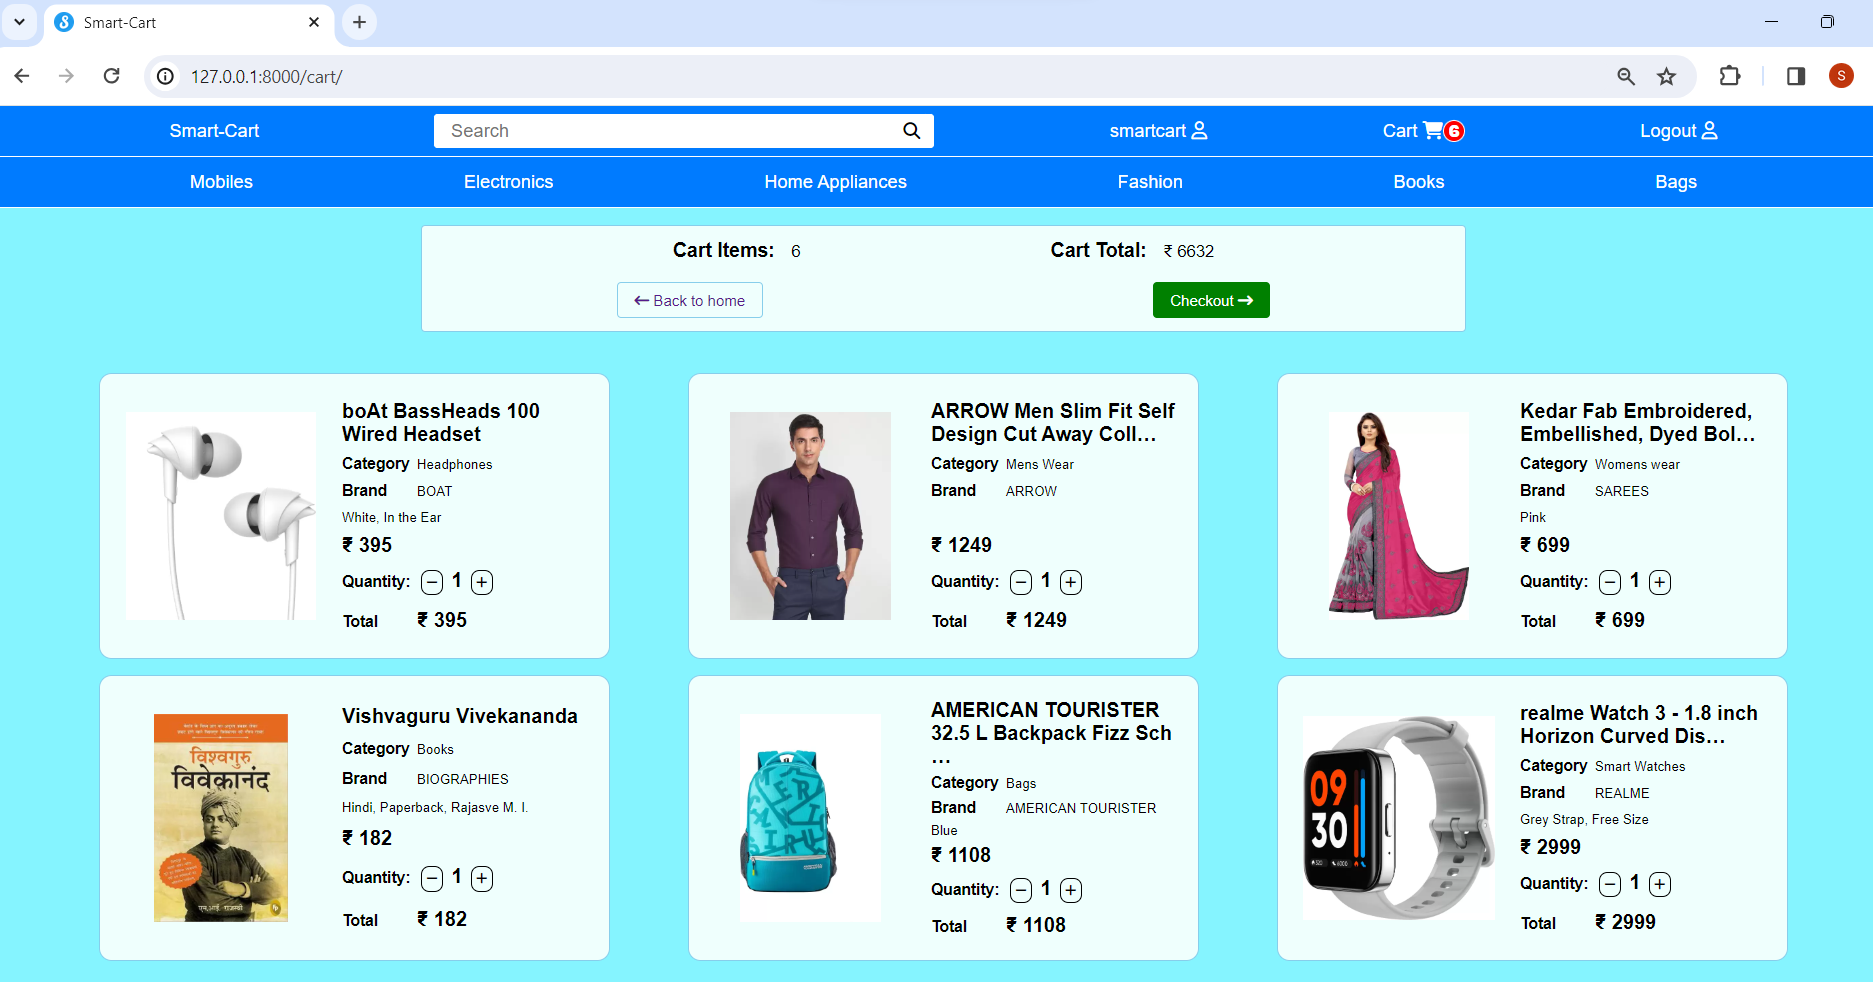 Smart-Cart
127.0.0.1:8000/cart/
S
Smart-Cart
Search
smartcart
Cart 6
Logout
Mobiles
Electronics
Home Appliances
Fashion
Books
Bags
Cart Items: 6
Cart Total: ₹ 6632
← Back to home
Checkout →
boAt BassHeads 100
Wired Headset
Category Headphones
Brand BOAT
White, In the Ear
₹ 395
Quantity: − 1 +
Total ₹ 395
ARROW Men Slim Fit Self
Design Cut Away Coll…
Category Mens Wear
Brand ARROW
₹ 1249
Quantity: − 1 +
Total ₹ 1249
Kedar Fab Embroidered,
Embellished, Dyed Bol…
Category Womens wear
Brand SAREES
Pink
₹ 699
Quantity: − 1 +
Total ₹ 699
विश्वगुरु
विवेकानंद
एम.आई. राजस्वी
Vishvaguru Vivekananda
Category Books
Brand BIOGRAPHIES
Hindi, Paperback, Rajasve M. I.
₹ 182
Quantity: − 1 +
Total ₹ 182
AMERICAN TOURISTER
32.5 L Backpack Fizz Sch
…
Category Bags
Brand AMERICAN TOURISTER
Blue
₹ 1108
Quantity: − 1 +
Total ₹ 1108
09
30
realme Watch 3 - 1.8 inch
Horizon Curved Dis…
Category Smart Watches
Brand REALME
Grey Strap, Free Size
₹ 2999
Quantity: − 1 +
Total ₹ 2999